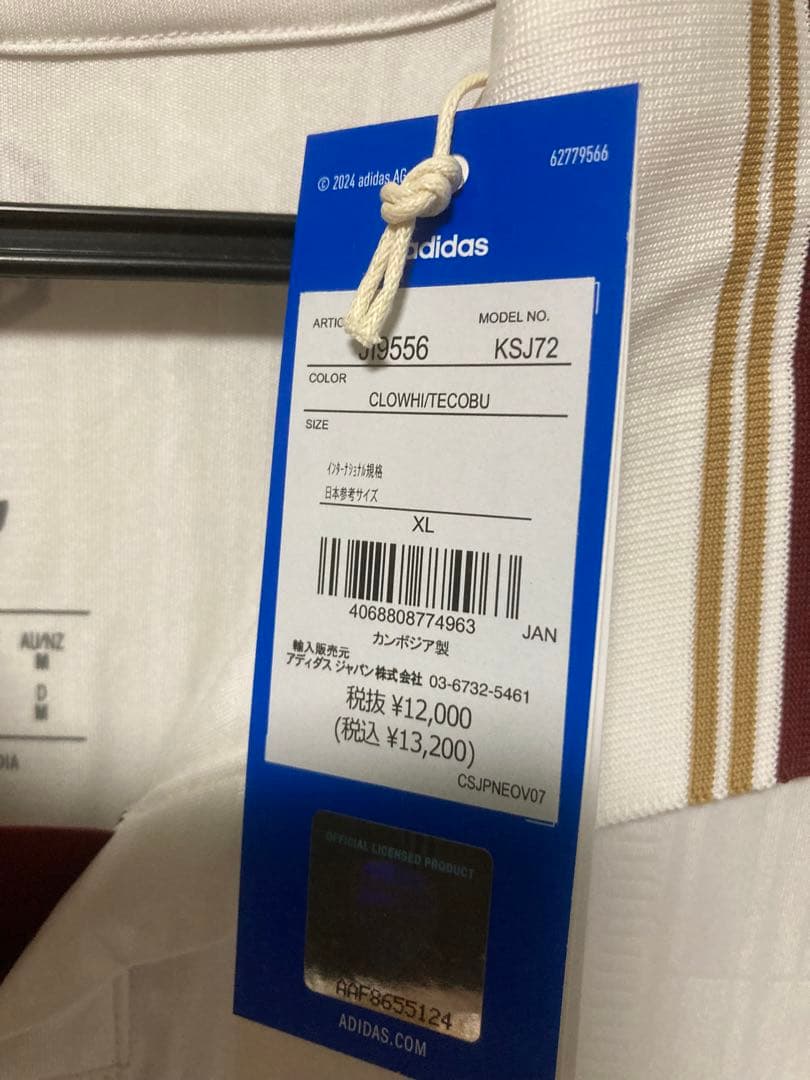 © 2024 adidas AG
62779566
adidas
MODEL NO.
KSJ72
COLOR
CLOWHI/TECOBU
SIZE
インターナショナル規格
日本参考サイズ
XL
4068808774963
JAN
カンボジア製
輸入販売元
アディダス ジャパン株式会社 03-6732-5461
税抜 ¥12,000
(税込 ¥13,200)
CSJPNEOV07
OFFICIAL LICENSED PRODUCT
AAF8655124
ADIDAS.COM
AU/NZ
M
D
M